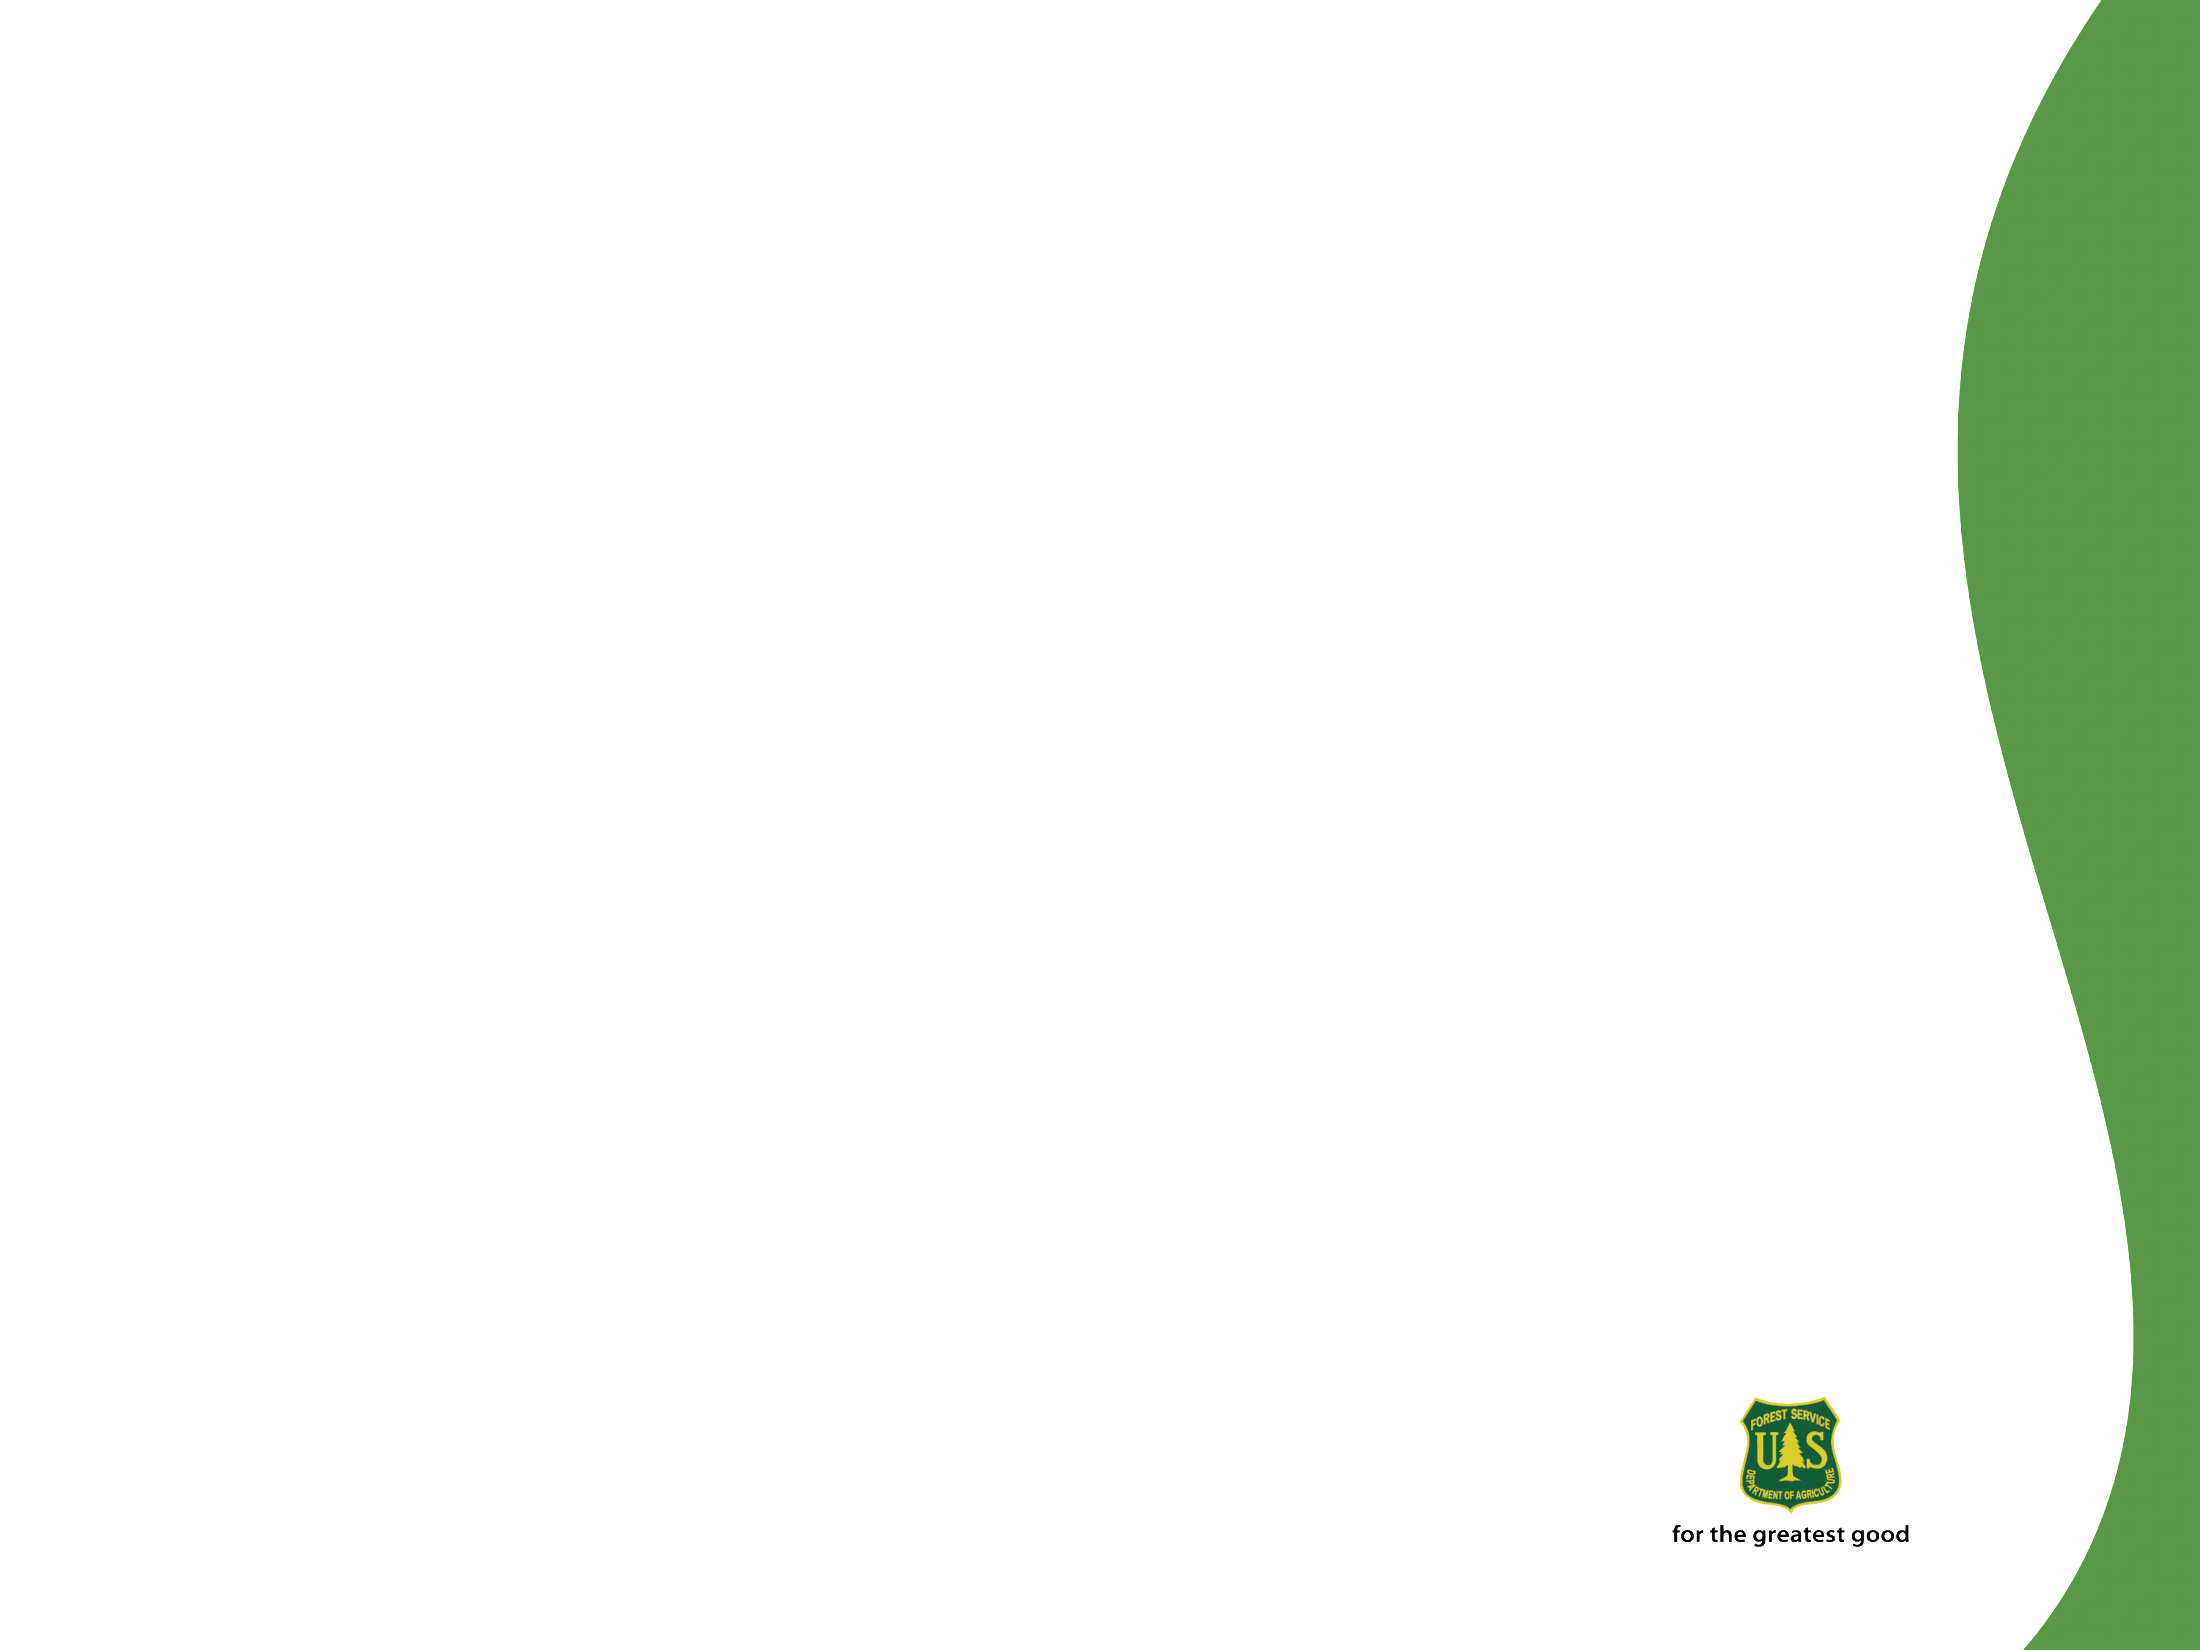 FOREST SERVICE
U S
DEPARTMENT OF AGRICULTURE
for the greatest good